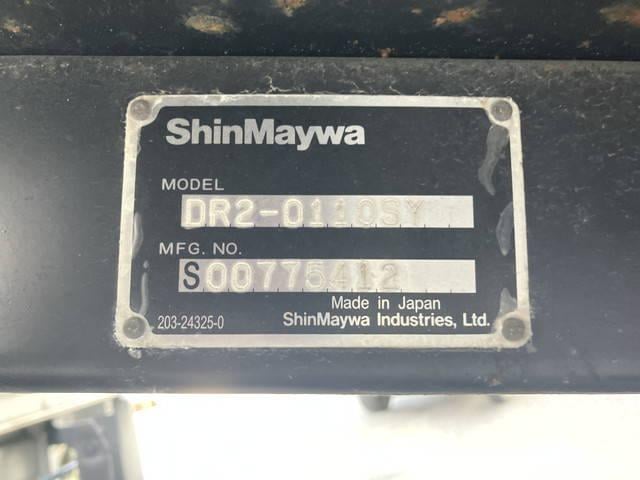 ShinMaywa
MODEL
DR2-0110SY
MFG. NO.
S00775412
Made in Japan
203-24325-0
ShinMaywa Industries, Ltd.